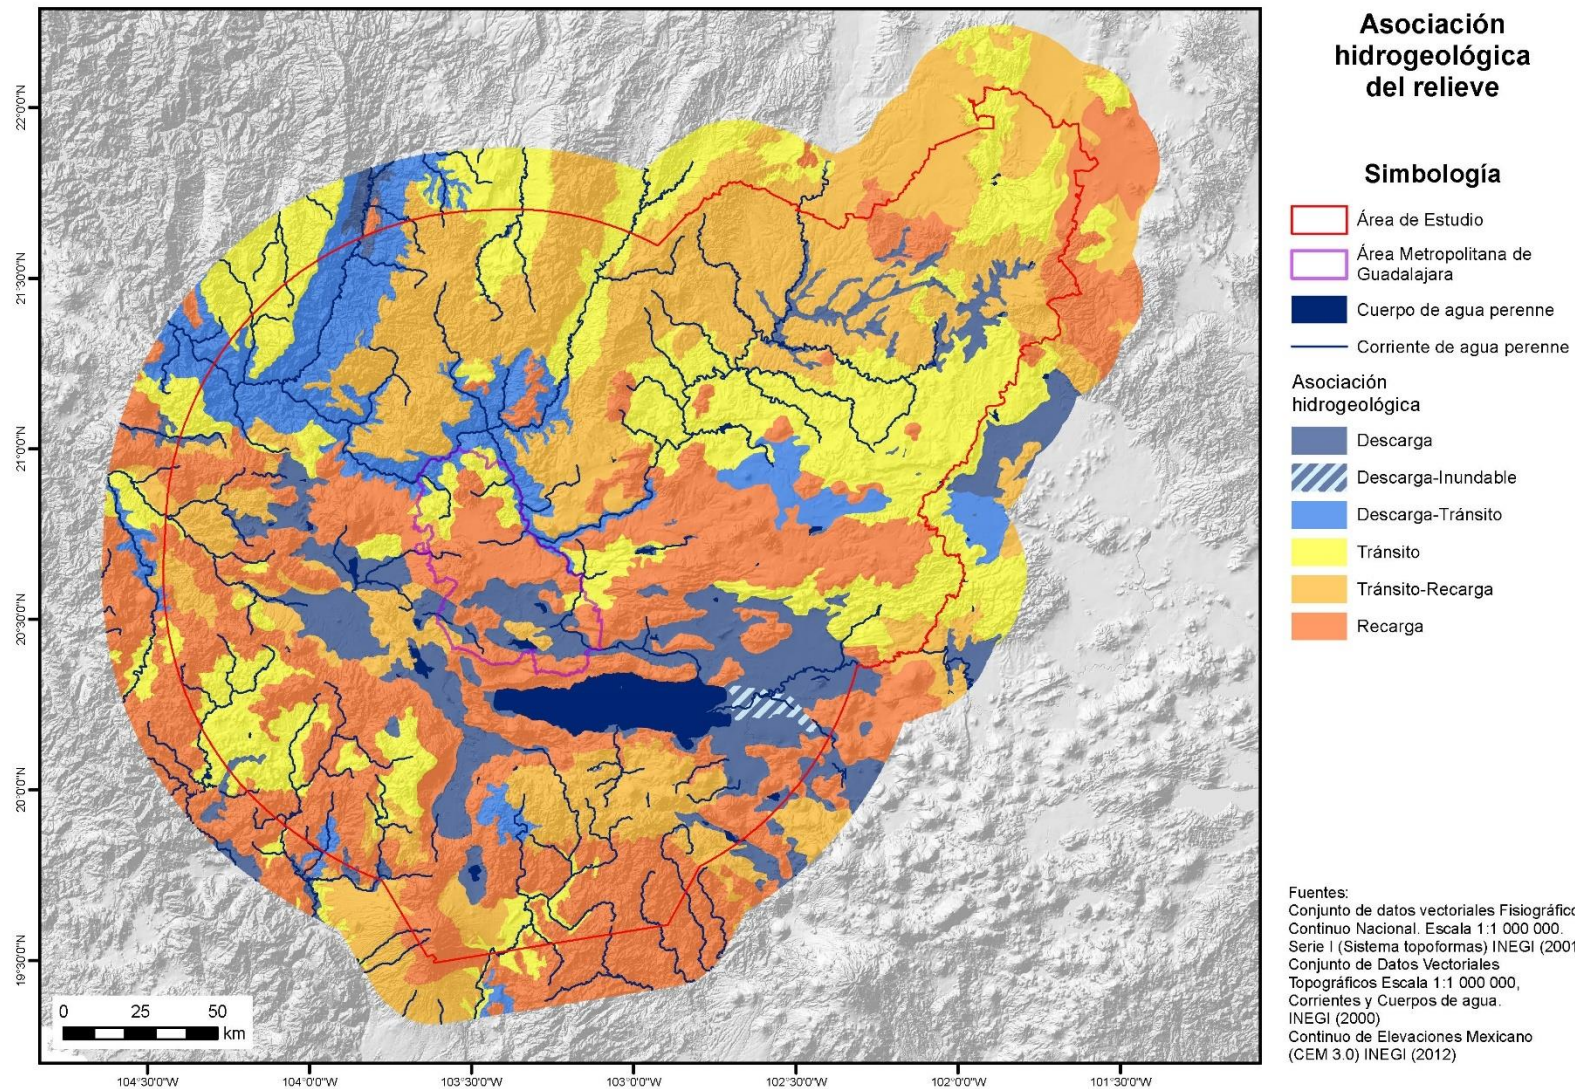 Asociación
hidrogeológica
del relieve
Simbología
Área de Estudio
Área Metropolitana de
Guadalajara
Cuerpo de agua perenne
Corriente de agua perenne
Asociación
hidrogeológica
Descarga
Descarga-Inundable
Descarga-Tránsito
Tránsito
Tránsito-Recarga
Recarga
Fuentes:
Conjunto de datos vectoriales Fisiográfico
Continuo Nacional. Escala 1:1 000 000.
Serie I (Sistema topoformas) INEGI (2001
Conjunto de Datos Vectoriales
Topográficos Escala 1:1 000 000,
Corrientes y Cuerpos de agua.
INEGI (2000)
Continuo de Elevaciones Mexicano
(CEM 3.0) INEGI (2012)
22°0'0"N
21°30'0"N
21°0'0"N
20°30'0"N
20°0'0"N
19°30'0"N
0 25 50
km
104°30'0"W 104°0'0"W 103°30'0"W 103°0'0"W 102°30'0"W 102°0'0"W 101°30'0"W